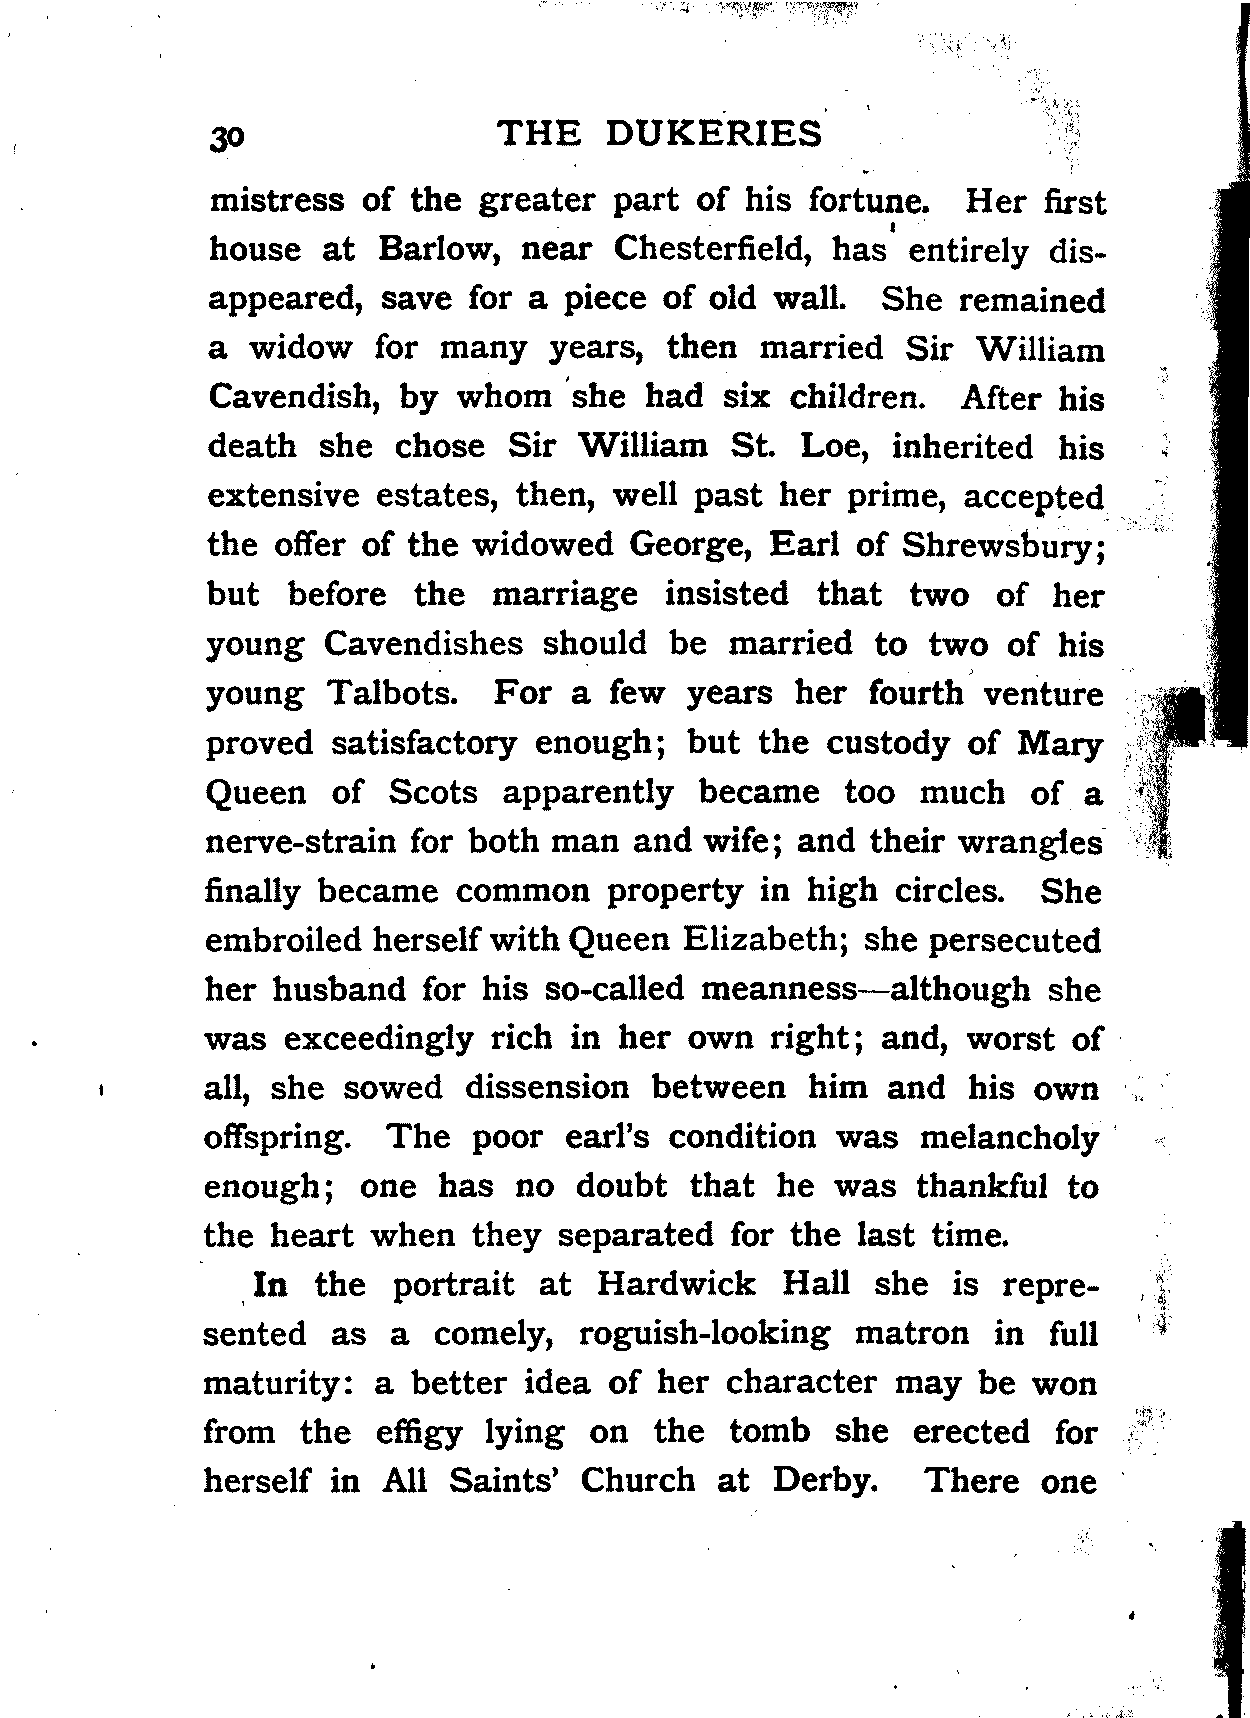 30 THE DUKERIES
mistress of the greater part of his fortune. Her first
house at Barlow, near Chesterfield, has entirely dis-
appeared, save for a piece of old wall. She remained
a widow for many years, then married Sir William
Cavendish, by whom she had six children. After his
death she chose Sir William St. Loe, inherited his
extensive estates, then, well past her prime, accepted
the offer of the widowed George, Earl of Shrewsbury;
but before the marriage insisted that two of her
young Cavendishes should be married to two of his
young Talbots. For a few years her fourth venture
proved satisfactory enough; but the custody of Mary
Queen of Scots apparently became too much of a
nerve-strain for both man and wife; and their wrangles
finally became common property in high circles. She
embroiled herself with Queen Elizabeth; she persecuted
her husband for his so-called meanness—although she
was exceedingly rich in her own right; and, worst of
all, she sowed dissension between him and his own
offspring. The poor earl's condition was melancholy
enough; one has no doubt that he was thankful to
the heart when they separated for the last time.
In the portrait at Hardwick Hall she is repre-
sented as a comely, roguish-looking matron in full
maturity: a better idea of her character may be won
from the effigy lying on the tomb she erected for
herself in All Saints' Church at Derby. There one